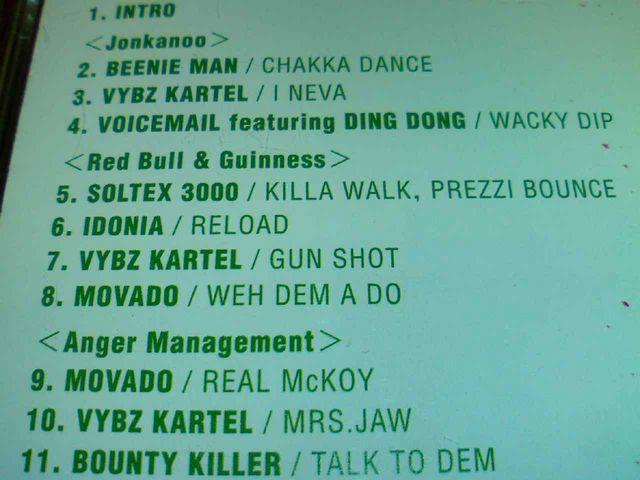 1. INTRO
<Jonkanoo>
2. BEENIE MAN / CHAKKA DANCE
3. VYBZ KARTEL / I NEVA
4. VOICEMAIL featuring DING DONG / WACKY DIP
<Red Bull & Guinness>
5. SOLTEX 3000 / KILLA WALK, PREZZI BOUNCE
6. IDONIA / RELOAD
7. VYBZ KARTEL / GUN SHOT
8. MOVADO / WEH DEM A DO
<Anger Management>
9. MOVADO / REAL McKOY
10. VYBZ KARTEL / MRS.JAW
11. BOUNTY KILLER / TALK TO DEM